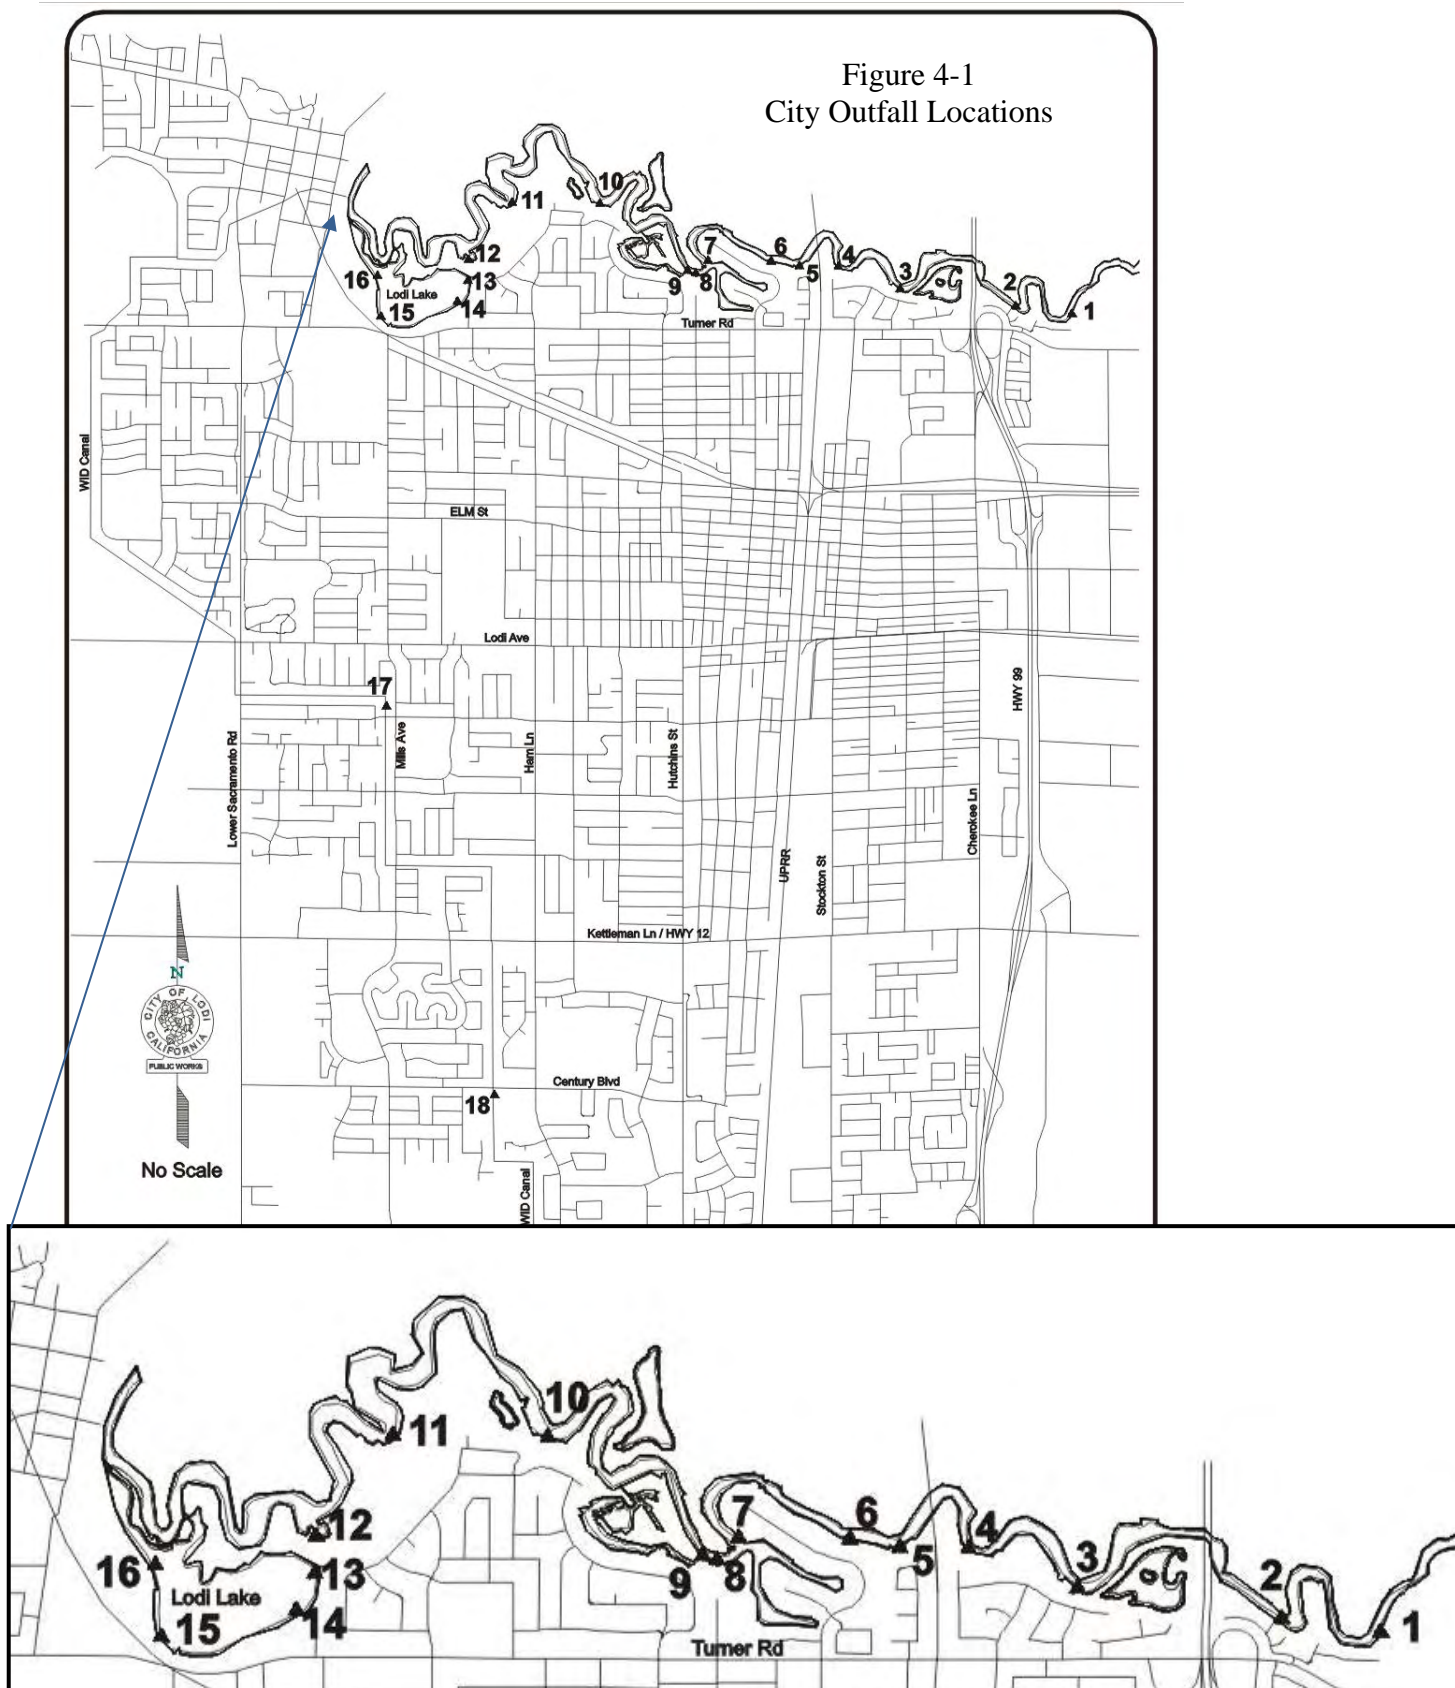 Figure 4-1
City Outfall Locations
10
11
7
6
4
12
3
2
16
13
9
8
5
1
Lodi Lake
14
15
Turner Rd
WID Canal
ELM St
Lodi Ave
17
HWY 99
Lower Sacramento Rd
Mills Ave
Ham Ln
Hutchins St
Cherokee Ln
UPRR
Stockton St
Kettleman Ln / HWY 12
N
CITY OF LODI
CALIFORNIA
PUBLIC WORKS
Century Blvd
18
No Scale
WID Canal
10
11
12
7
6
4
5
3
16
13
9
8
2
Lodi Lake
14
15
1
Turner Rd